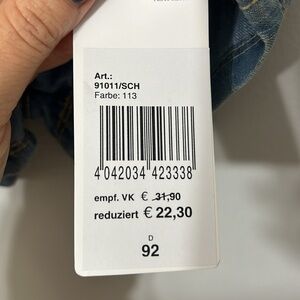 Art.:
91011/SCH
Farbe: 113
4 042034 423338
empf. VK € 31,90
reduziert € 22,30
D
92